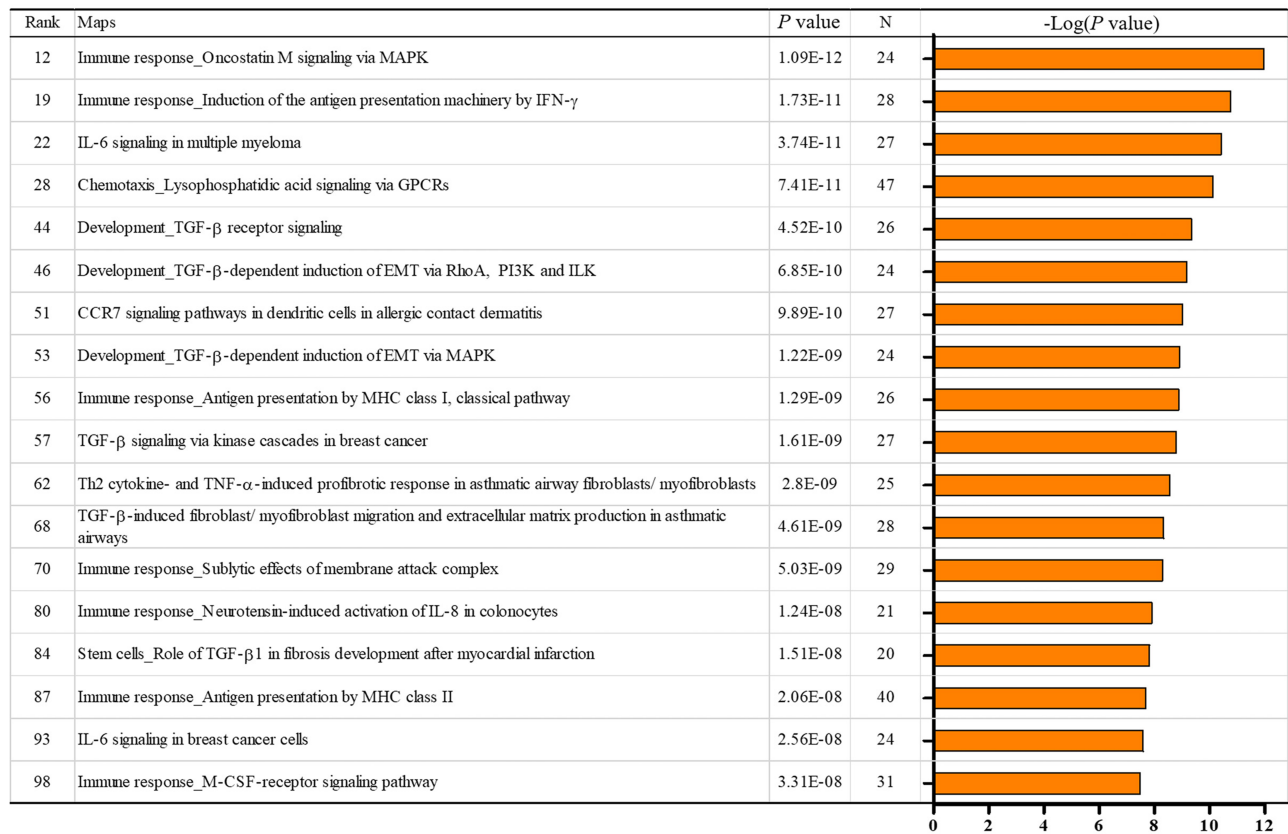 Rank Maps P value N -Log(P value)
12 Immune response_Oncostatin M signaling via MAPK 1.09E-12 24
19 Immune response_Induction of the antigen presentation machinery by IFN-γ 1.73E-11 28
22 IL-6 signaling in multiple myeloma 3.74E-11 27
28 Chemotaxis_Lysophosphatidic acid signaling via GPCRs 7.41E-11 47
44 Development_TGF-β receptor signaling 4.52E-10 26
46 Development_TGF-β-dependent induction of EMT via RhoA, PI3K and ILK 6.85E-10 24
51 CCR7 signaling pathways in dendritic cells in allergic contact dermatitis 9.89E-10 27
53 Development_TGF-β-dependent induction of EMT via MAPK 1.22E-09 24
56 Immune response_Antigen presentation by MHC class I, classical pathway 1.29E-09 26
57 TGF-β signaling via kinase cascades in breast cancer 1.61E-09 27
62 Th2 cytokine- and TNF-α-induced profibrotic response in asthmatic airway fibroblasts/ myofibroblasts 2.8E-09 25
68 TGF-β-induced fibroblast/ myofibroblast migration and extracellular matrix production in asthmatic 4.61E-09 28
airways
70 Immune response_Sublytic effects of membrane attack complex 5.03E-09 29
80 Immune response_Neurotensin-induced activation of IL-8 in colonocytes 1.24E-08 21
84 Stem cells_Role of TGF-β1 in fibrosis development after myocardial infarction 1.51E-08 20
87 Immune response_Antigen presentation by MHC class II 2.06E-08 40
93 IL-6 signaling in breast cancer cells 2.56E-08 24
98 Immune response_M-CSF-receptor signaling pathway 3.31E-08 31
0 2 4 6 8 10 12